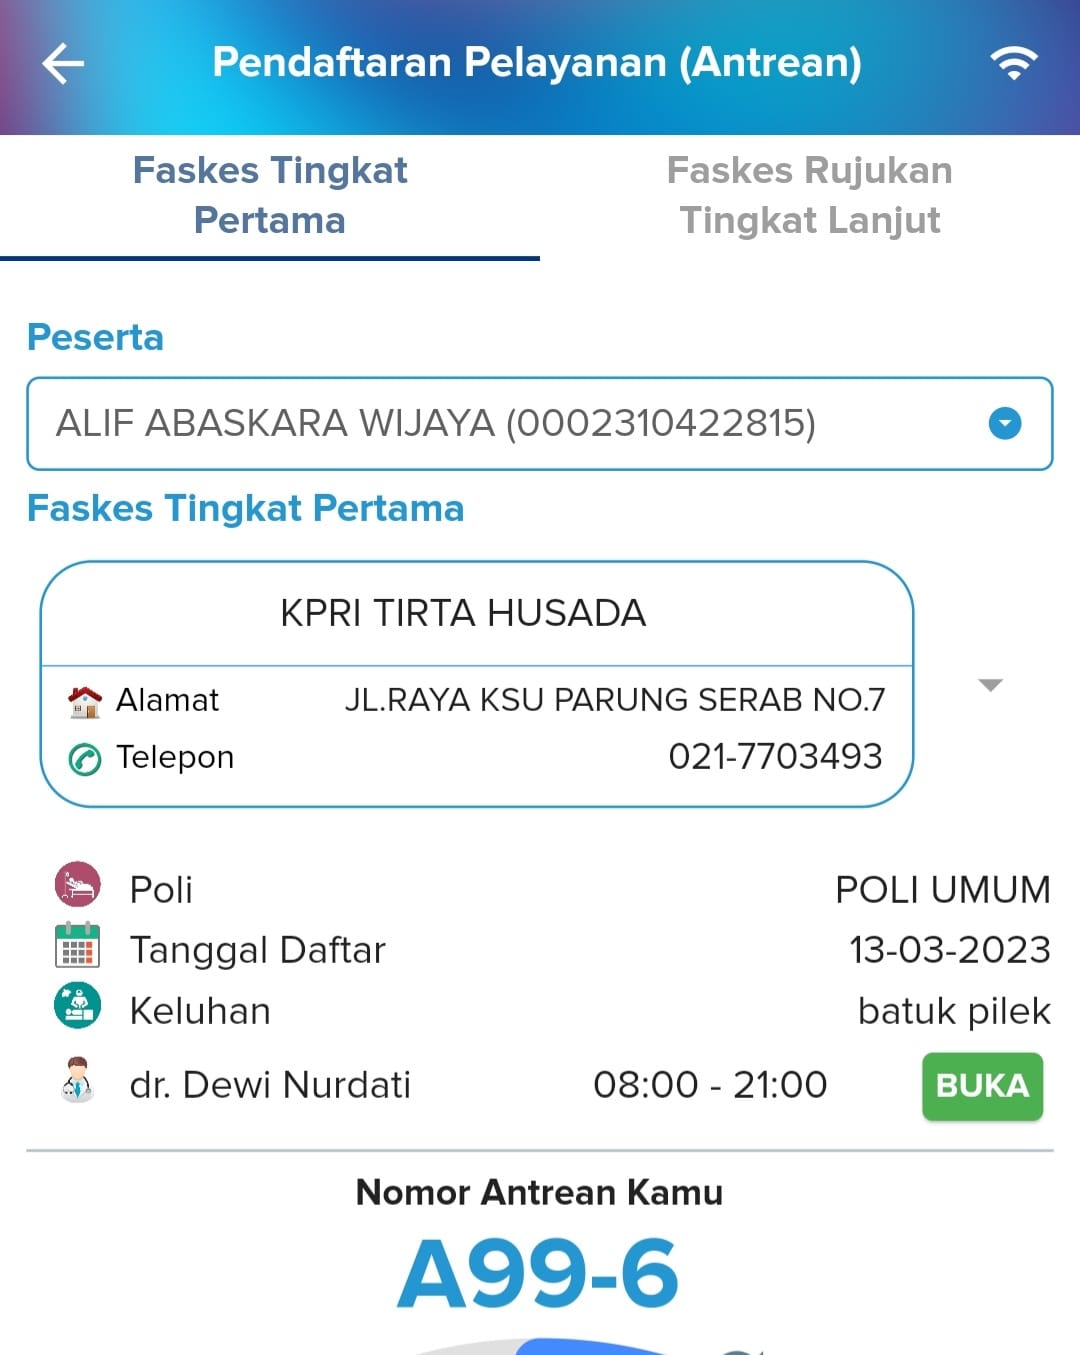 Pendaftaran Pelayanan (Antrean)
Faskes Tingkat
Pertama
Faskes Rujukan
Tingkat Lanjut
Peserta
ALIF ABASKARA WIJAYA (0002310422815)
Faskes Tingkat Pertama
KPRI TIRTA HUSADA
Alamat JL.RAYA KSU PARUNG SERAB NO.7
Telepon 021-7703493
Poli POLI UMUM
Tanggal Daftar 13-03-2023
Keluhan batuk pilek
dr. Dewi Nurdati 08:00 - 21:00 BUKA
Nomor Antrean Kamu
A99-6